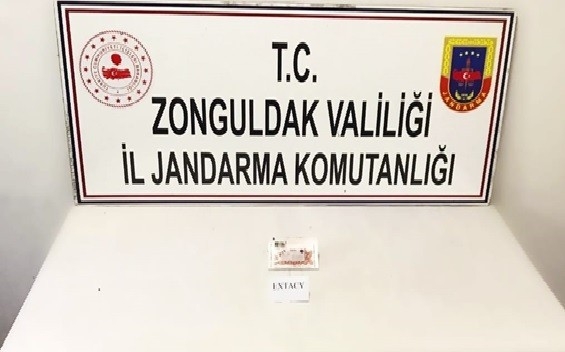 T.C.
ZONGULDAK VALİLİĞİ
İL JANDARMA KOMUTANLIĞI
JANDARMA
EXTACY